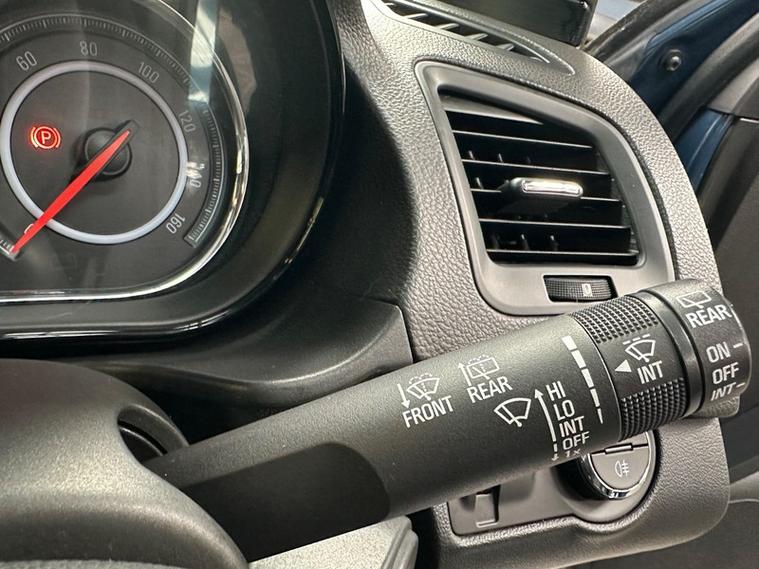 60
80
100
120
140
160
P
FRONT
REAR
HI
LO
INT
OFF
1x
INT
REAR
ON
OFF
INT